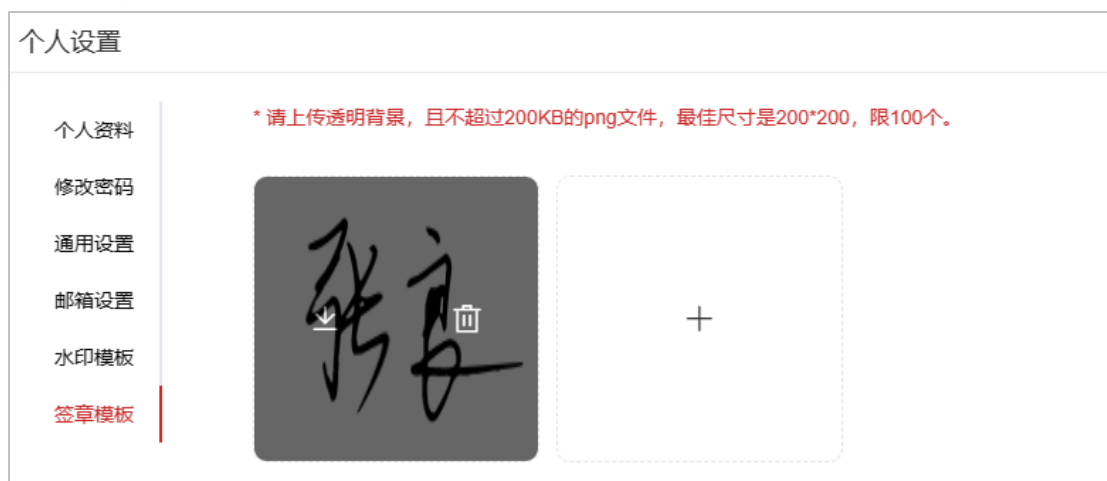 个人设置
个人资料
修改密码
通用设置
邮箱设置
水印模板
签章模板
* 请上传透明背景，且不超过200KB的png文件，最佳尺寸是200*200，限100个。
张良